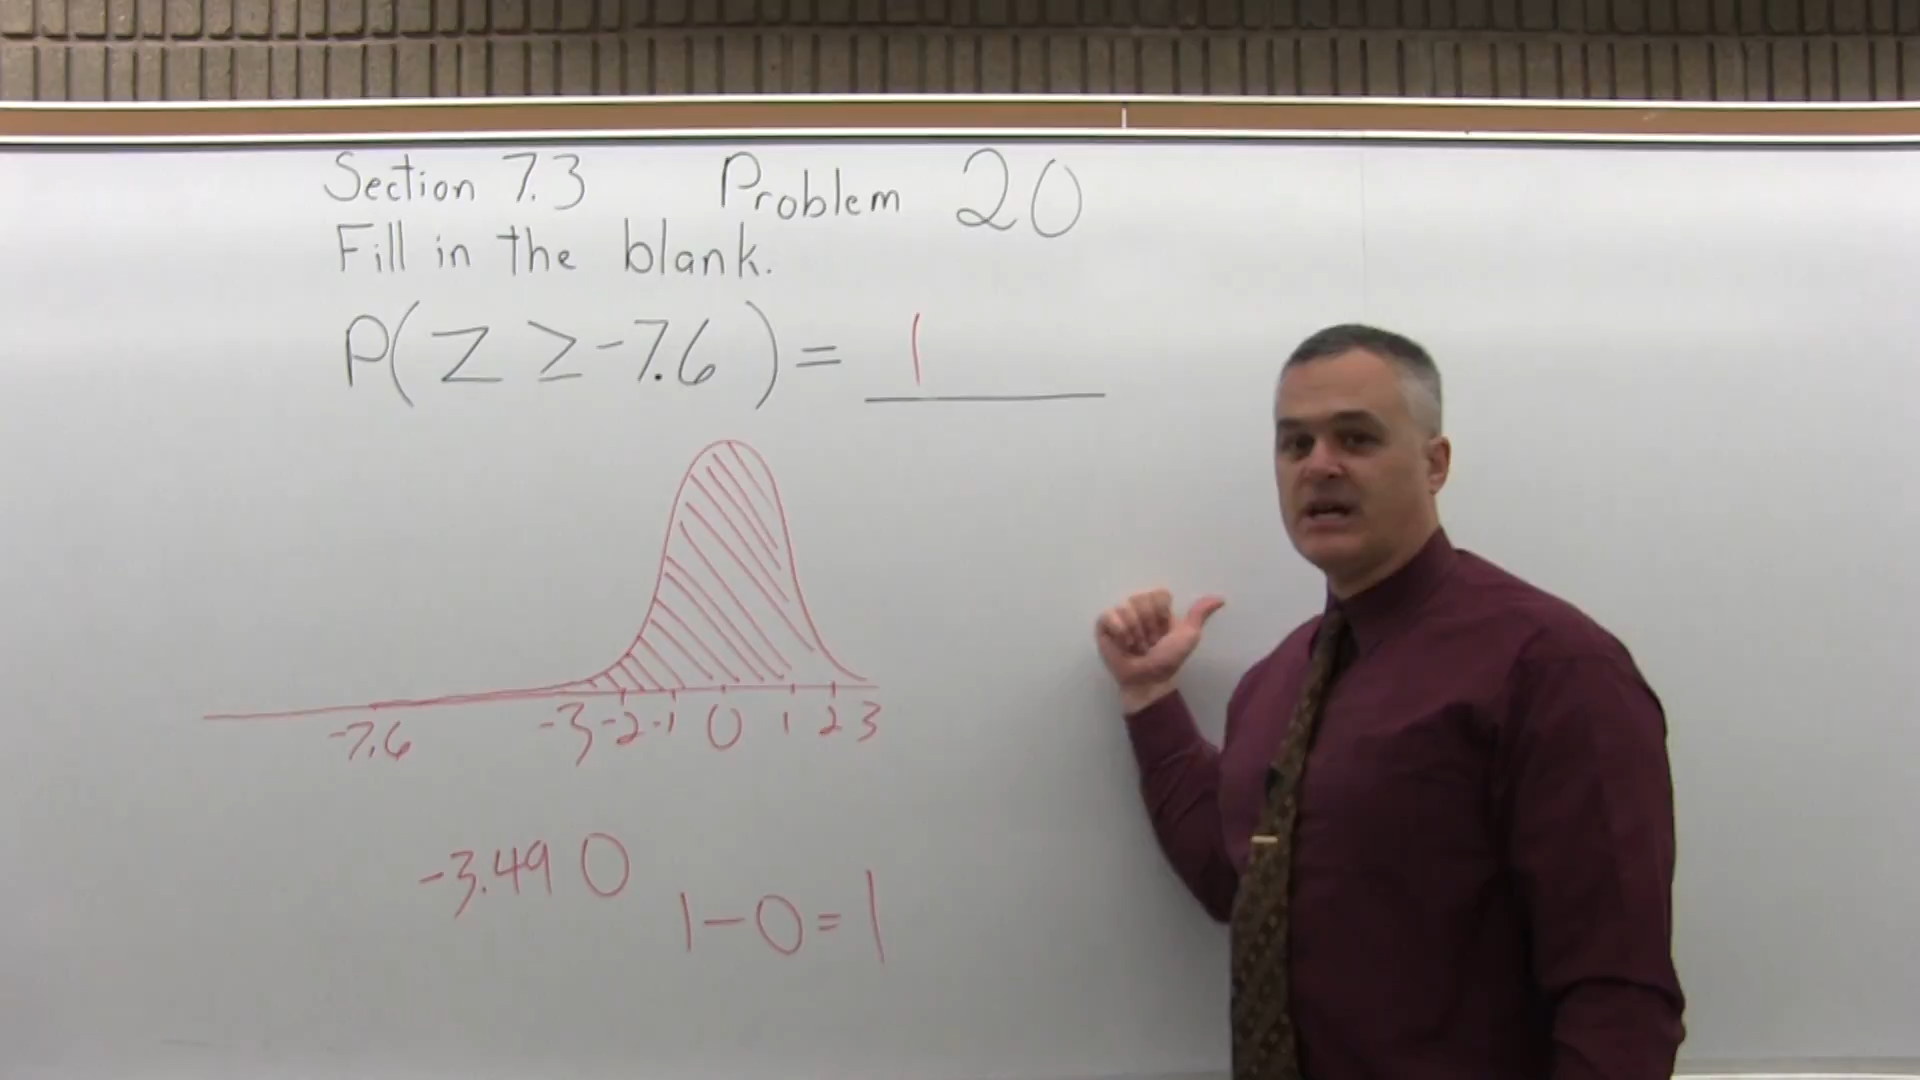 Section 7.3 Problem 20
Fill in the blank.
P(Z ≥ -7.6) = 1
-7.6 -3 -2 -1 0 1 2 3
-3.49 0
1-0=1